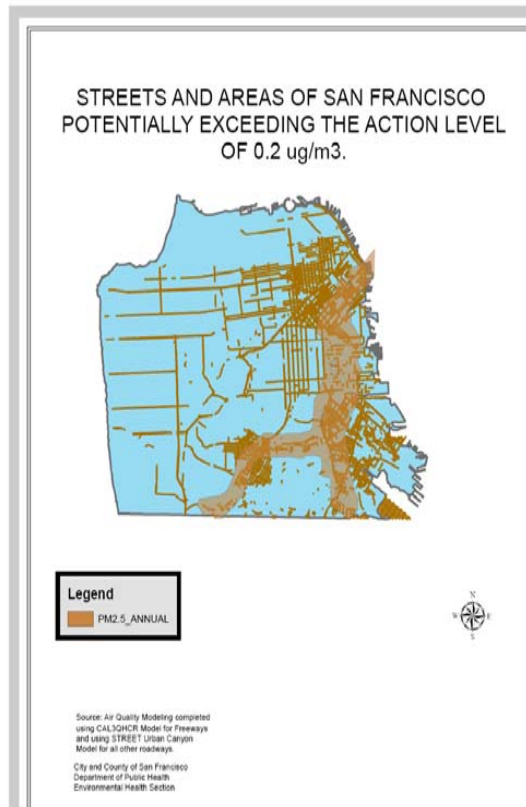 STREETS AND AREAS OF SAN FRANCISCO
POTENTIALLY EXCEEDING THE ACTION LEVEL
OF 0.2 ug/m3.
Legend
PM2.5_ANNUAL
N
W E
S
Source: Air Quality Modeling completed
using CAL3QHCR Model for Freeways
and using STREET Urban Canyon
Model for all other roadways.
City and County of San Francisco
Department of Public Health
Environmental Health Section